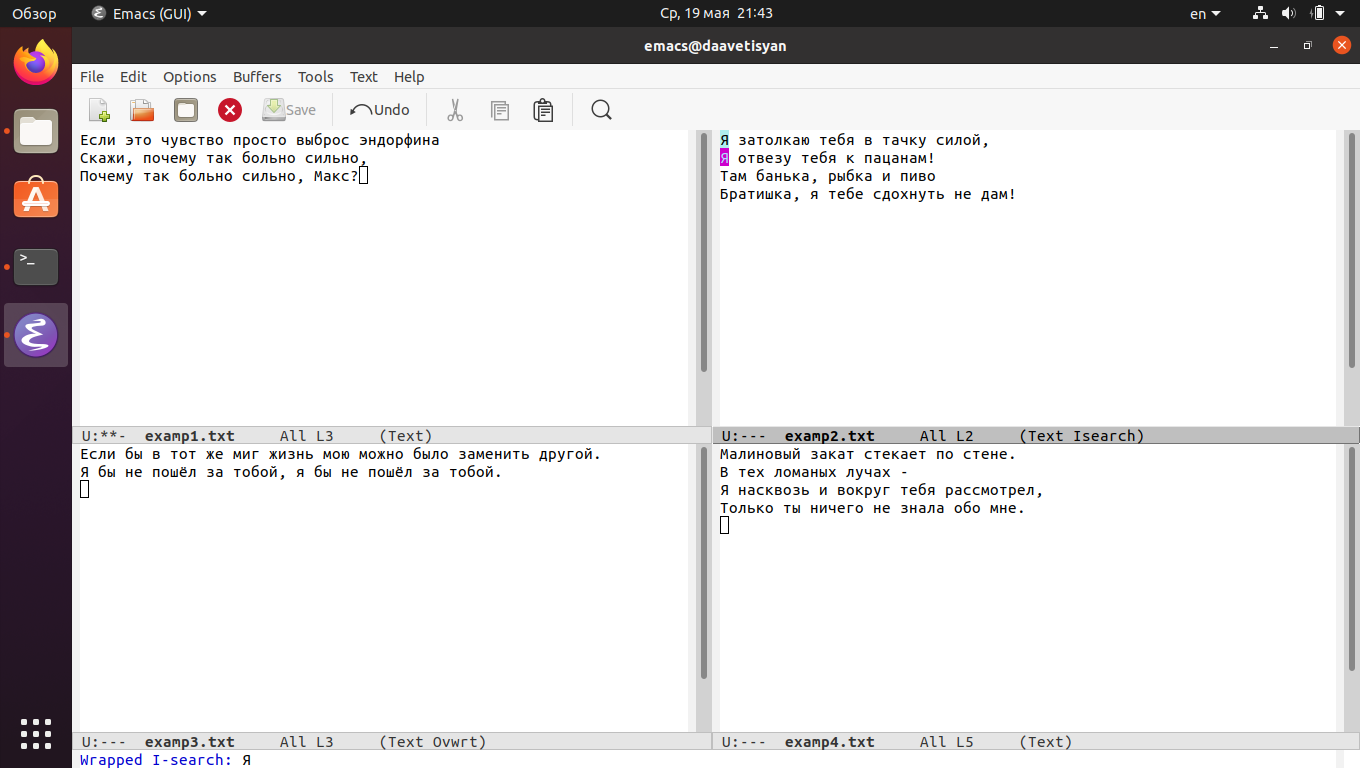 Обзор Emacs (GUI) Ср, 19 мая 21:43 en
emacs@daavetisyan
File Edit Options Buffers Tools Text Help
Save Undo
Если это чувство просто выброс эндорфина
Скажи, почему так больно сильно,
Почему так больно сильно, Макс?
U:**- examp1.txt All L3 (Text)
Я затолкаю тебя в тачку силой,
Я отвезу тебя к пацанам!
Там банька, рыбка и пиво
Братишка, я тебе сдохнуть не дам!
U:--- examp2.txt All L2 (Text Isearch)
Если бы в тот же миг жизнь мою можно было заменить другой.
Я бы не пошёл за тобой, я бы не пошёл за тобой.
U:--- examp3.txt All L3 (Text Ovwrt)
Малиновый закат стекает по стене.
В тех ломаных лучах -
Я насквозь и вокруг тебя рассмотрел,
Только ты ничего не знала обо мне.
U:--- examp4.txt All L5 (Text)
Wrapped I-search: Я